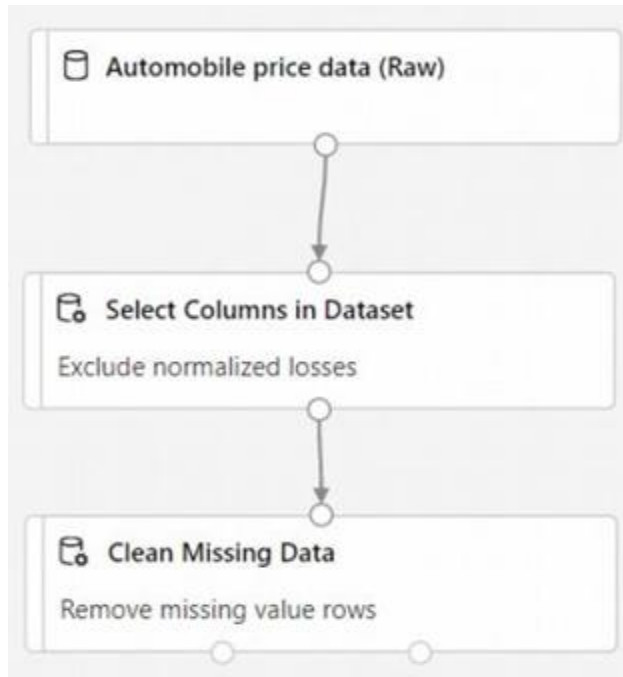 Automobile price data (Raw)
Select Columns in Dataset
Exclude normalized losses
Clean Missing Data
Remove missing value rows